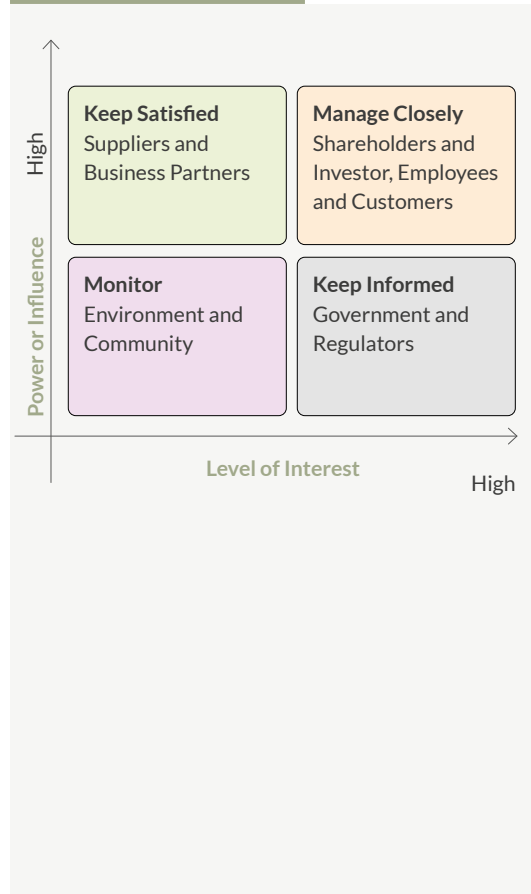 High
Power or Influence
Keep Satisfied
Suppliers and
Business Partners
Manage Closely
Shareholders and
Investor, Employees
and Customers
Monitor
Environment and
Community
Keep Informed
Government and
Regulators
Level of Interest
High